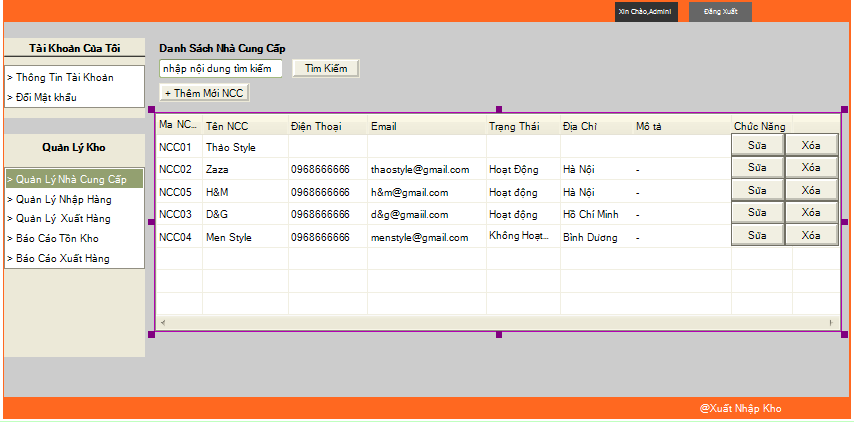 Xin Chào,Admin! Đăng Xuất
Tài Khoản Của Tôi
> Thông Tin Tài Khoản
> Đổi Mật khẩu
Quản Lý Kho
> Quản Lý Nhà Cung Cấp
> Quản Lý Nhập Hàng
> Quản Lý Xuất Hàng
> Báo Cáo Tồn Kho
> Báo Cáo Xuất Hàng
Danh Sách Nhà Cung Cấp
nhập nội dung tìm kiếm Tìm Kiếm
+ Thêm Mới NCC
Mã NC... Tên NCC Điện Thoại Email Trạng Thái Địa Chỉ Mô tả Chức Năng
NCC01 Thảo Style Sửa Xóa
NCC02 Zaza 0968666666 thaostyle@gmail.com Hoạt Động Hà Nội - Sửa Xóa
NCC05 H&M 0968666666 h&m@gmail.com Hoạt động Hà Nội - Sửa Xóa
NCC03 D&G 0968666666 d&g@gmaiil.com Hoạt động Hồ Chí Minh - Sửa Xóa
NCC04 Men Style 0968666666 menstyle@gmail.com Không Hoạt... Bình Dương - Sửa Xóa
@Xuất Nhập Kho